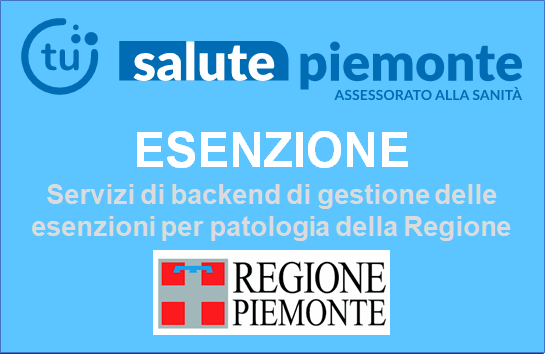 tu
salute piemonte
ASSESSORATO ALLA SANITÀ
ESENZIONE
Servizi di backend di gestione delle
esenzioni per patologia della Regione
REGIONE
PIEMONTE